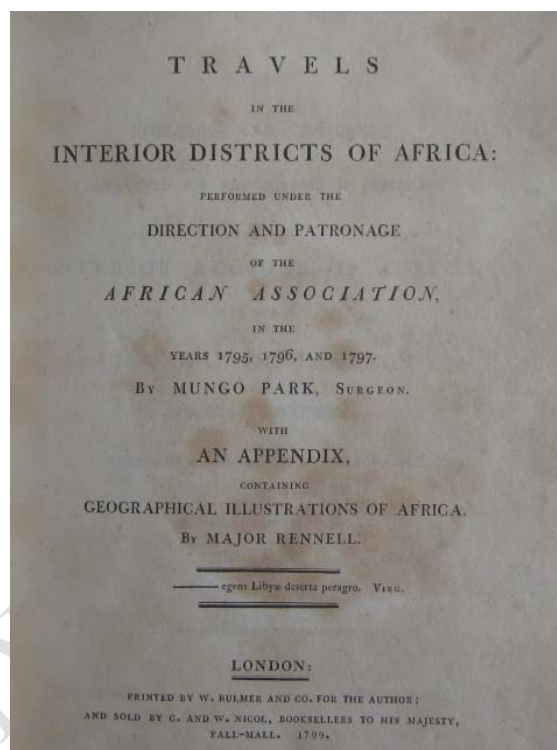 TRAVELS
IN THE
INTERIOR DISTRICTS OF AFRICA:
PERFORMED UNDER THE
DIRECTION AND PATRONAGE
OF THE
AFRICAN ASSOCIATION,
IN THE
YEARS 1795, 1796, AND 1797.
BY MUNGO PARK, SURGEON.
WITH
AN APPENDIX,
CONTAINING
GEOGRAPHICAL ILLUSTRATIONS OF AFRICA.
BY MAJOR RENNELL.
——— egens Libyæ deserta peragro. VIRG.
LONDON:
PRINTED BY W. BULMER AND CO. FOR THE AUTHOR;
AND SOLD BY G. AND W. NICOL, BOOKSELLERS TO HIS MAJESTY,
PALL-MALL. 1799.